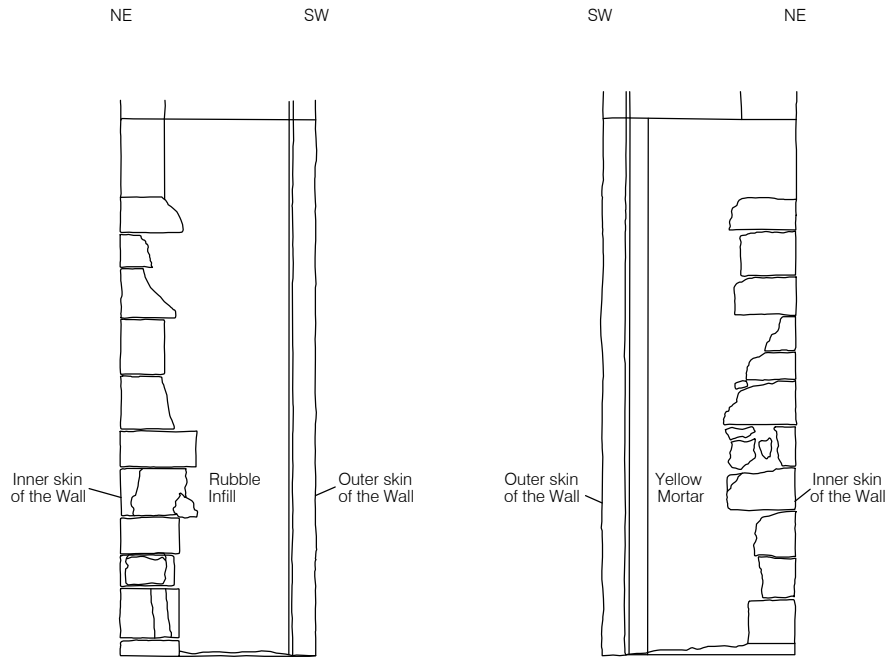 NE
SW
SW
NE
Inner skin
of the Wall
Rubble
Infill
Outer skin
of the Wall
Outer skin
of the Wall
Yellow
Mortar
Inner skin
of the Wall